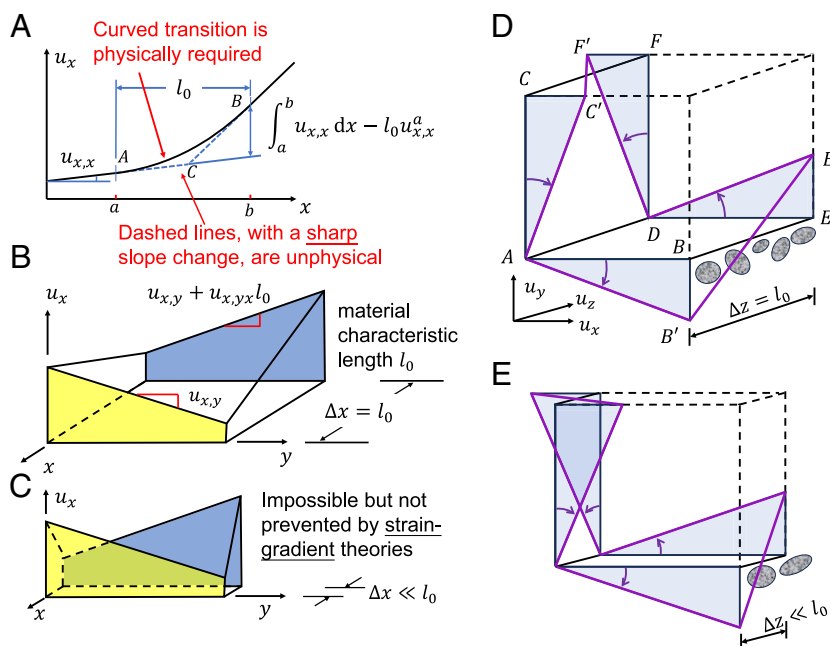 A
u_x
Curved transition is
physically required
l_0
B
∫_a^b u_{x,x} dx − l_0 u^a_{x,x}
u_{x,x}
A
C
a
b
x
Dashed lines, with a sharp
slope change, are unphysical
B
u_x
u_{x,y} + u_{x,yx}l_0
material
characteristic
length l_0
u_{x,y}
Δx = l_0
x
y
C
u_x
Impossible but not
prevented by strain-
gradient theories
Δx ≪ l_0
x
y
D
F′
F
C
C′
E
A
D
B
E
u_y
u_z
u_x
B′
Δz = l_0
E
Δz ≪ l_0